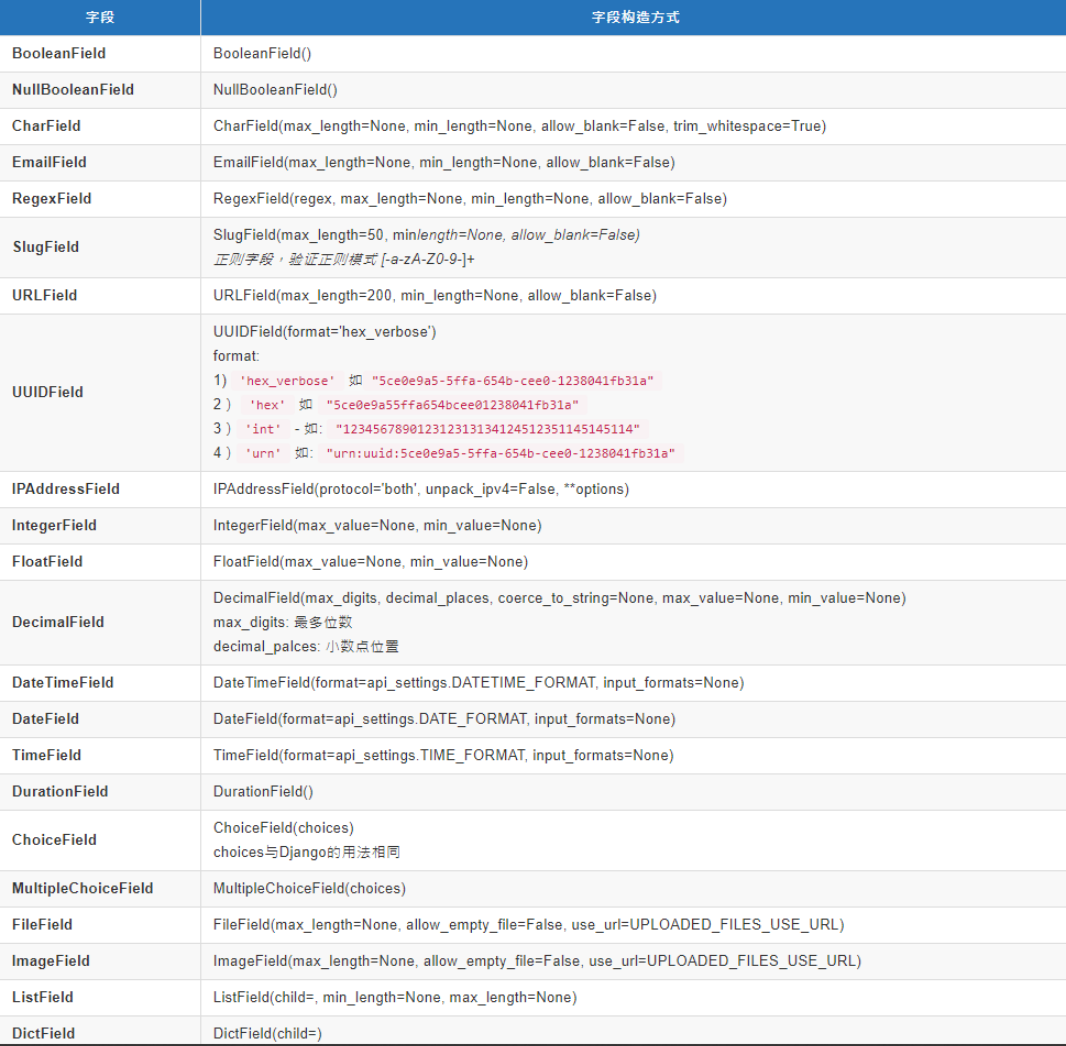 字段 字段构造方式
BooleanField BooleanField()
NullBooleanField NullBooleanField()
CharField CharField(max_length=None, min_length=None, allow_blank=False, trim_whitespace=True)
EmailField EmailField(max_length=None, min_length=None, allow_blank=False)
RegexField RegexField(regex, max_length=None, min_length=None, allow_blank=False)
SlugField SlugField(max_length=50, minlength=None, allow_blank=False)
正则字段，验证正则模式 [-a-zA-Z0-9-]+
URLField URLField(max_length=200, min_length=None, allow_blank=False)
UUIDField UUIDField(format='hex_verbose')
format:
1) 'hex_verbose' 如 "5ce0e9a5-5ffa-654b-cee0-1238041fb31a"
2） 'hex' 如 "5ce0e9a55ffa654bcee01238041fb31a"
3） 'int' - 如: "123456789012312313134124512351145145114"
4） 'urn' 如: "urn:uuid:5ce0e9a5-5ffa-654b-cee0-1238041fb31a"
IPAddressField IPAddressField(protocol='both', unpack_ipv4=False, **options)
IntegerField IntegerField(max_value=None, min_value=None)
FloatField FloatField(max_value=None, min_value=None)
DecimalField DecimalField(max_digits, decimal_places, coerce_to_string=None, max_value=None, min_value=None)
max_digits: 最多位数
decimal_palces: 小数点位置
DateTimeField DateTimeField(format=api_settings.DATETIME_FORMAT, input_formats=None)
DateField DateField(format=api_settings.DATE_FORMAT, input_formats=None)
TimeField TimeField(format=api_settings.TIME_FORMAT, input_formats=None)
DurationField DurationField()
ChoiceField ChoiceField(choices)
choices与Django的用法相同
MultipleChoiceField MultipleChoiceField(choices)
FileField FileField(max_length=None, allow_empty_file=False, use_url=UPLOADED_FILES_USE_URL)
ImageField ImageField(max_length=None, allow_empty_file=False, use_url=UPLOADED_FILES_USE_URL)
ListField ListField(child=, min_length=None, max_length=None)
DictField DictField(child=)